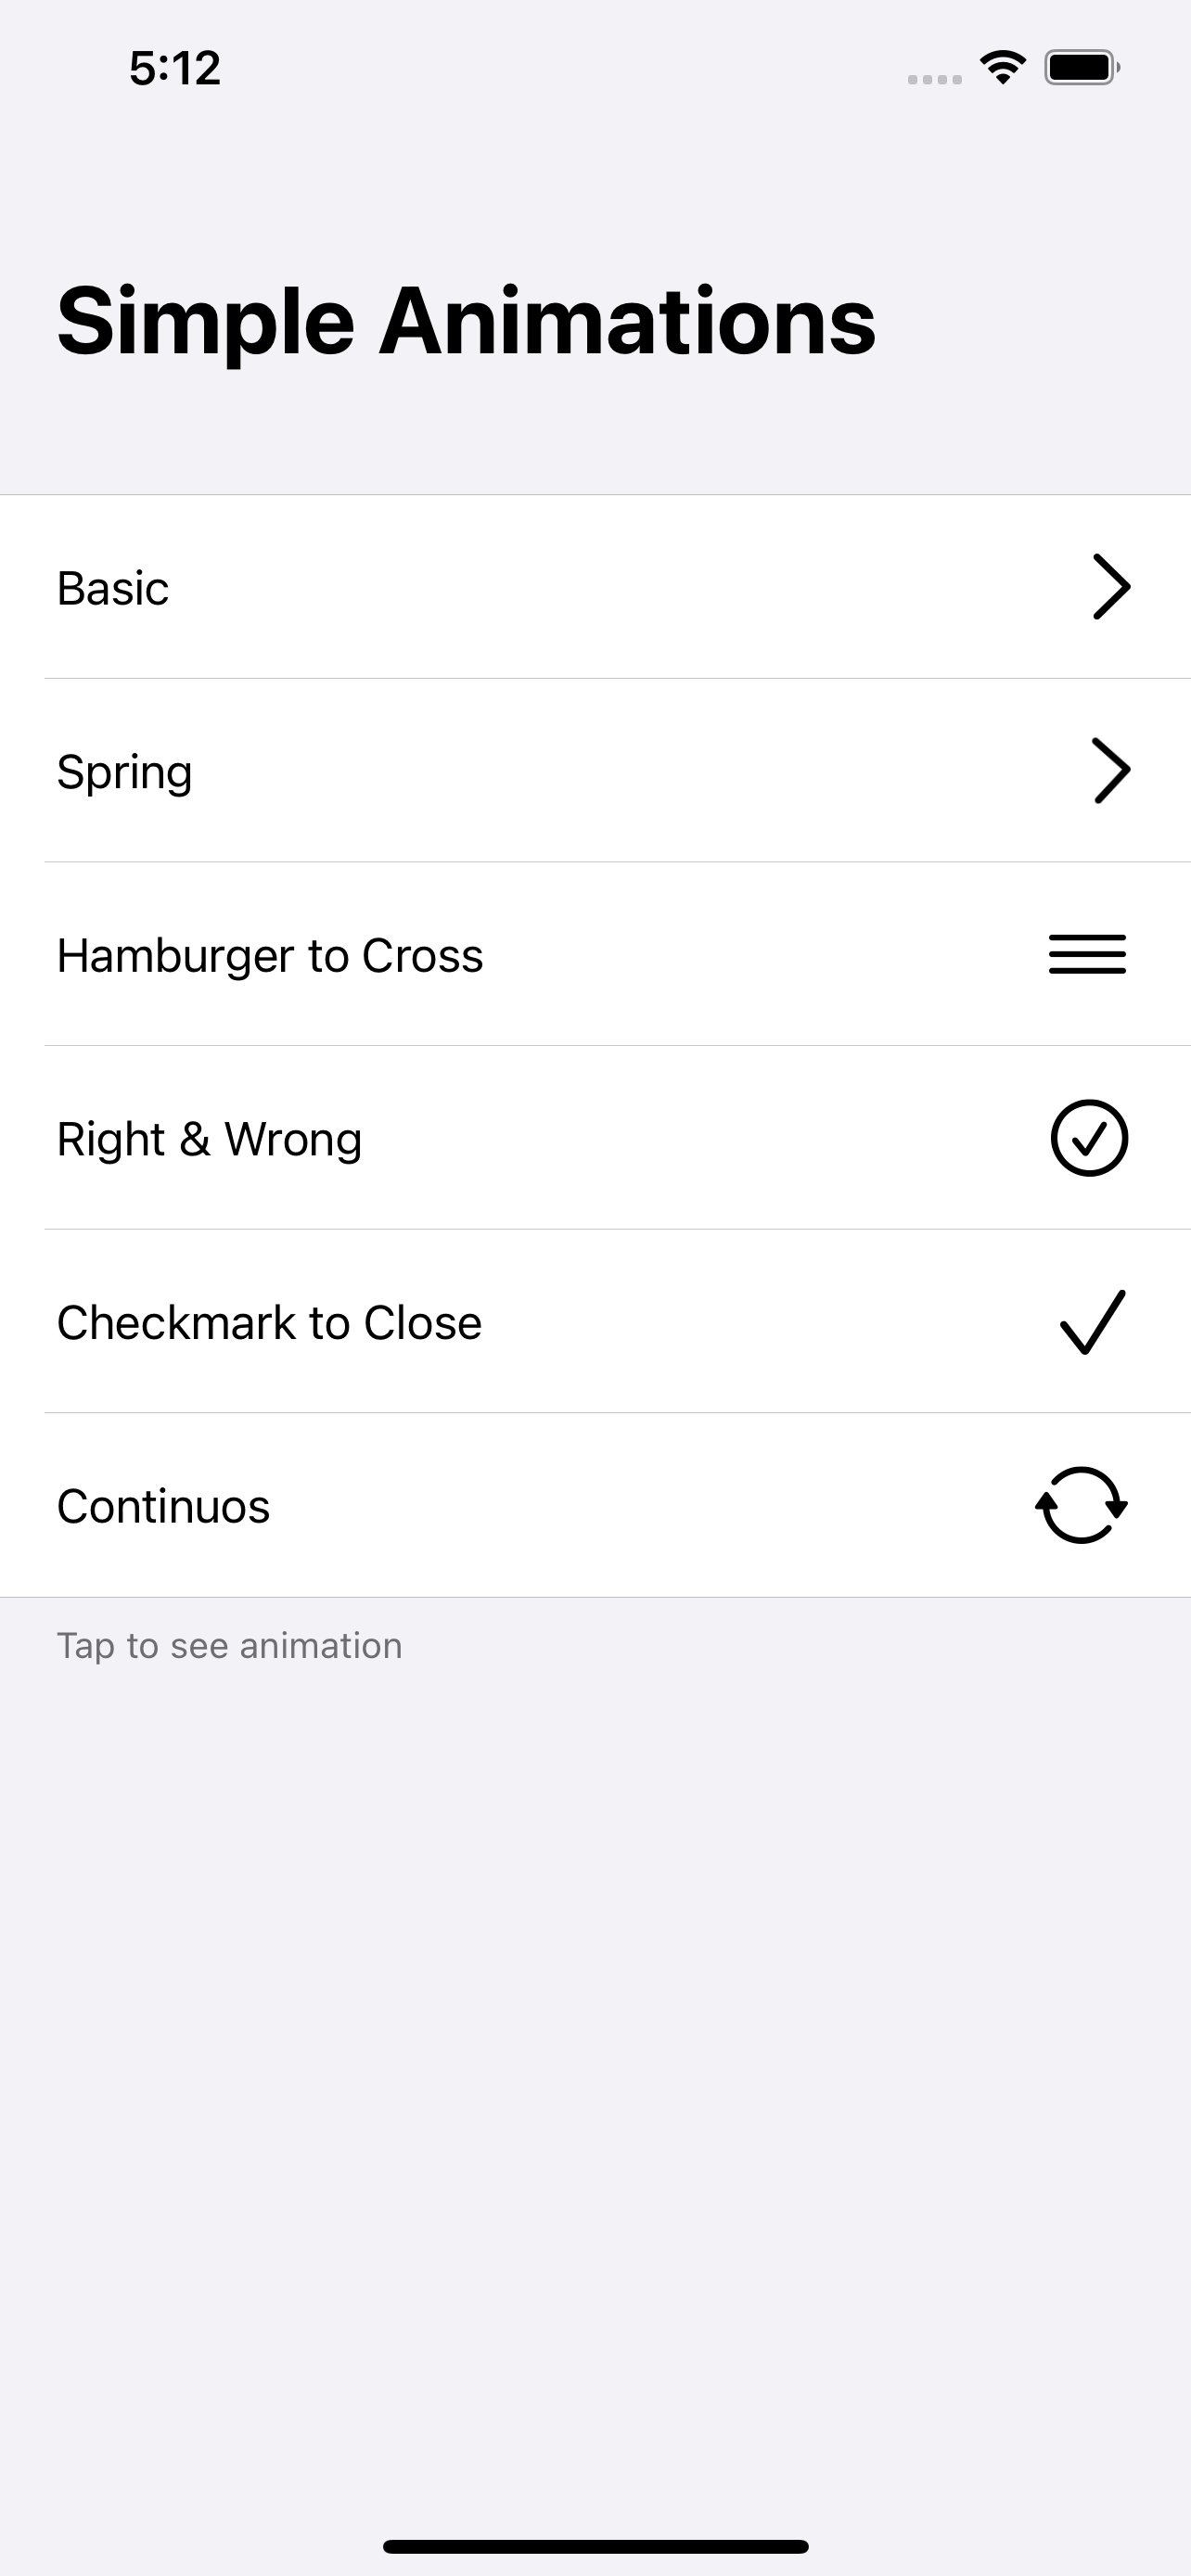 5:12
Simple Animations
Basic
Spring
Hamburger to Cross
Right & Wrong
Checkmark to Close
Continuos
Tap to see animation